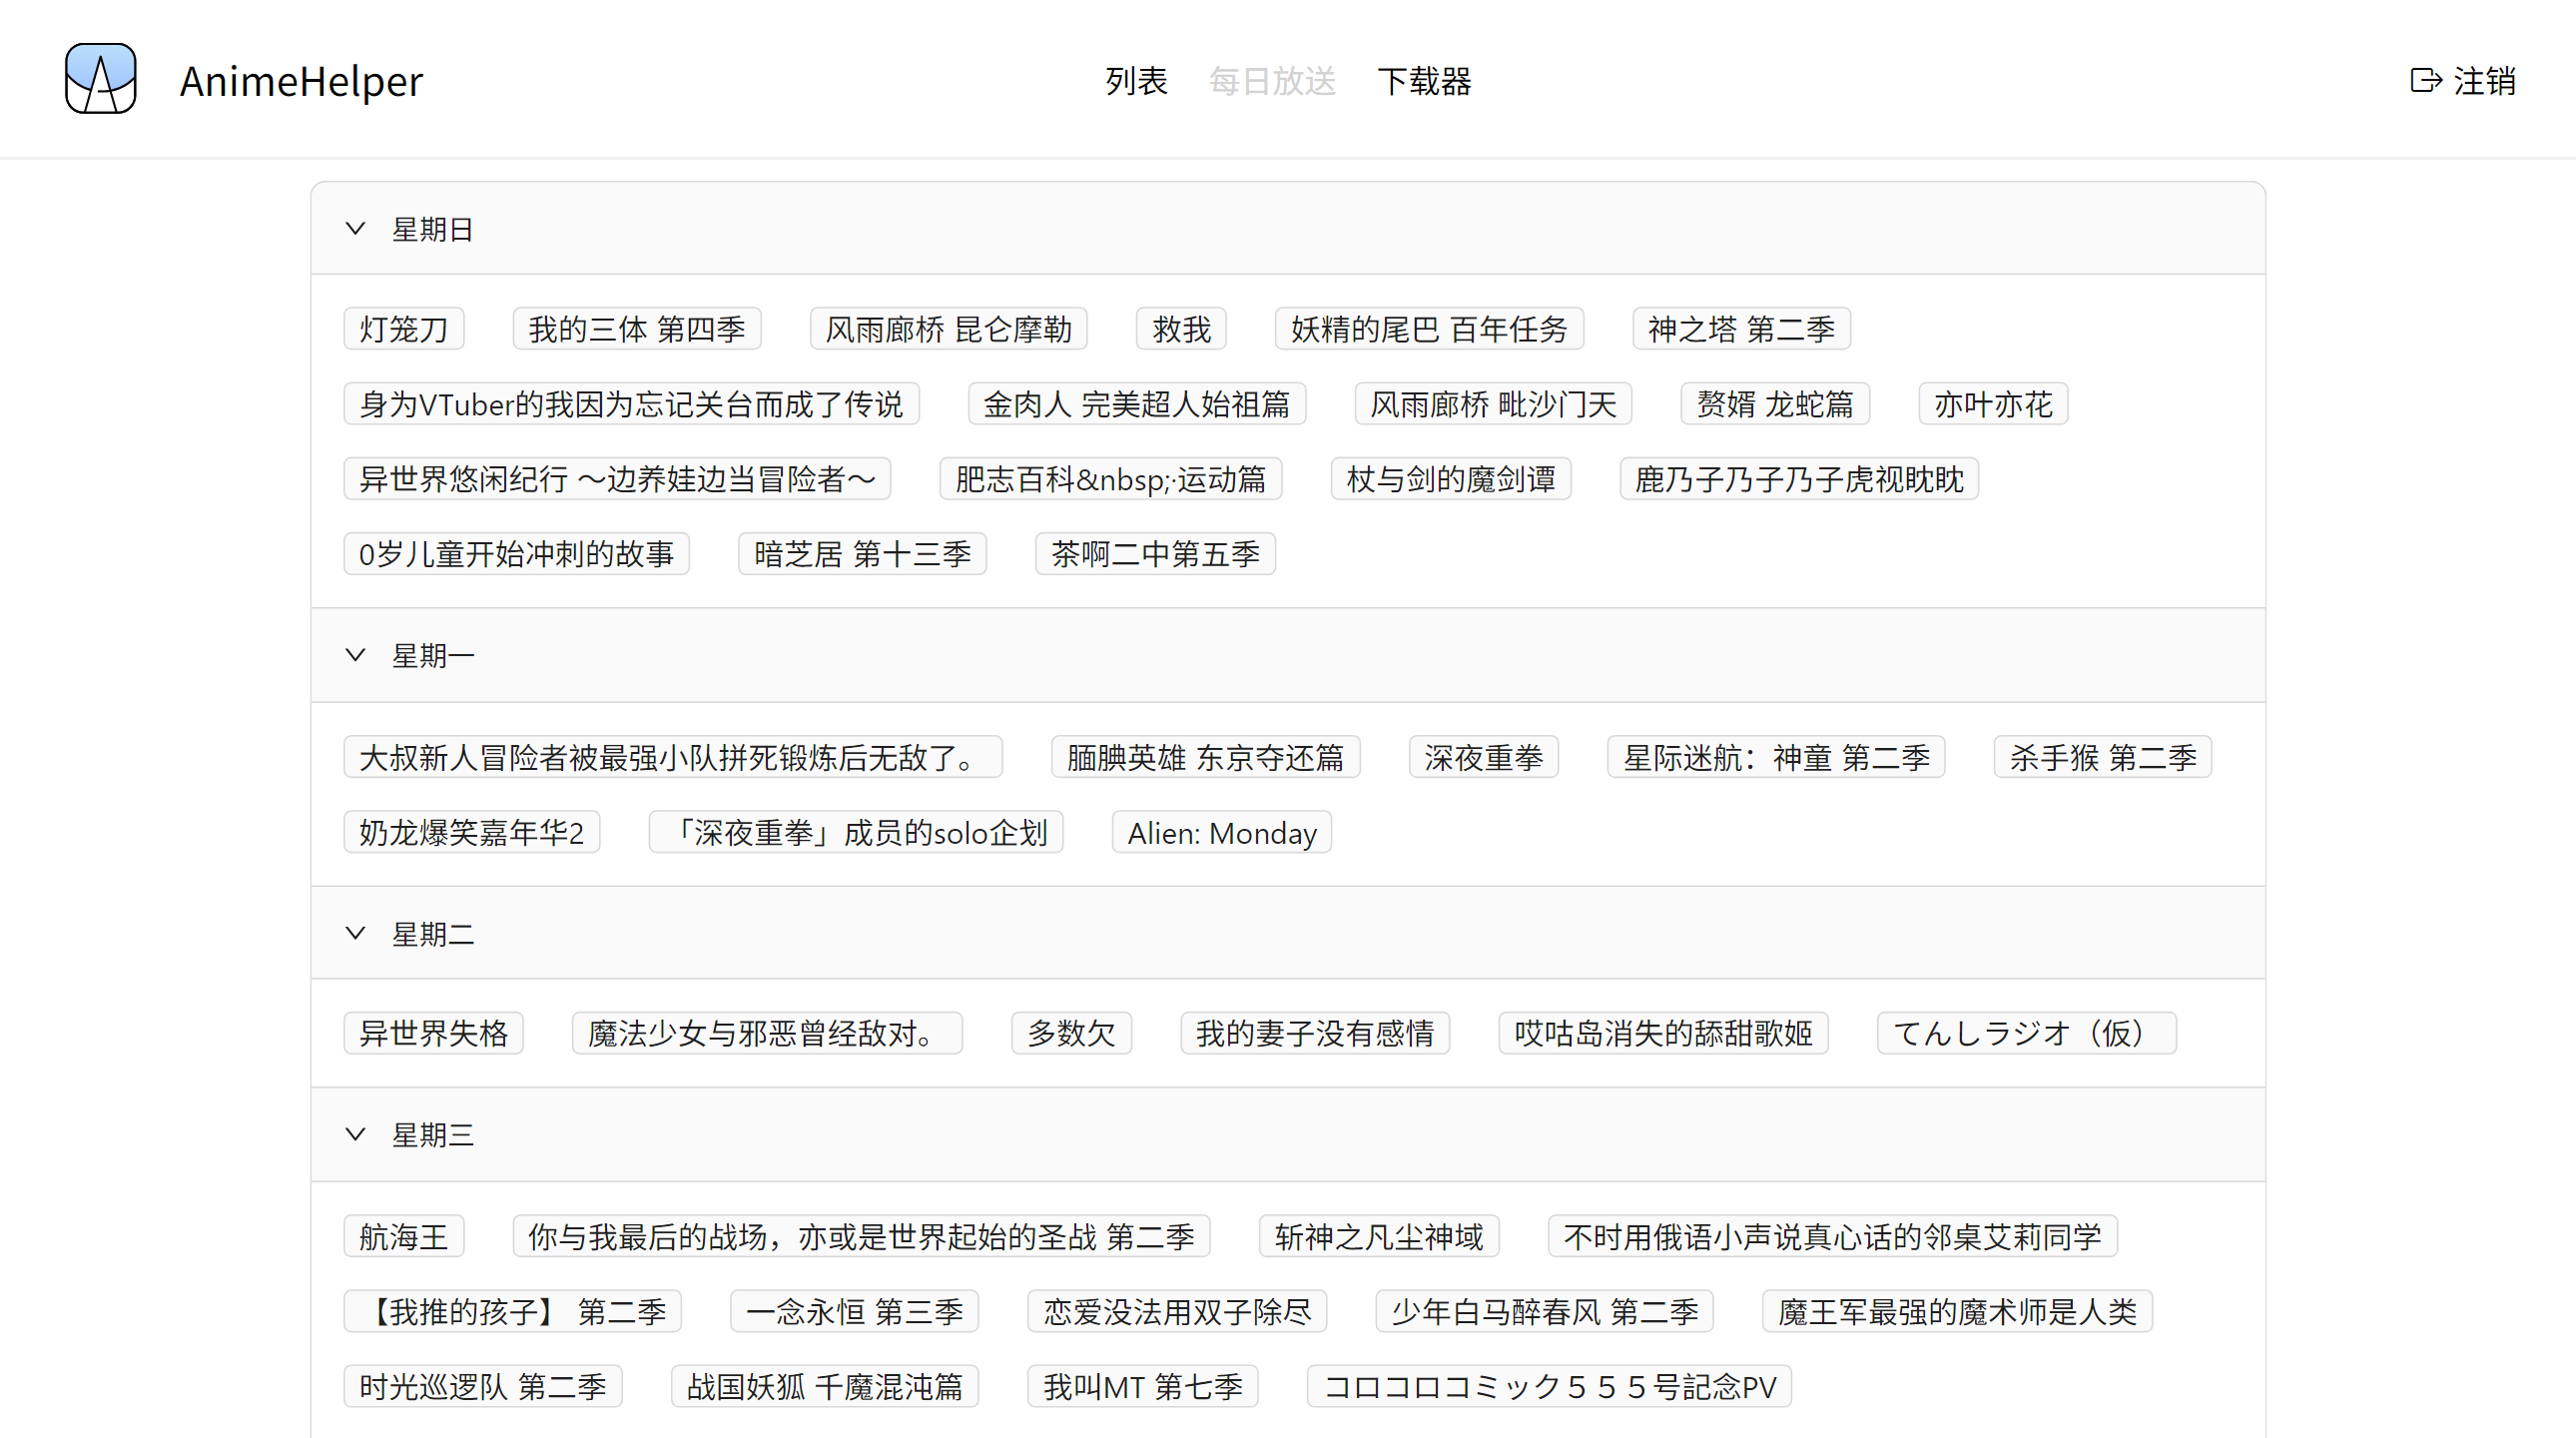 AnimeHelper 列表 每日放送 下载器 注销
星期日
灯笼刀 我的三体 第四季 风雨廊桥 昆仑摩勒 救我 妖精的尾巴 百年任务 神之塔 第二季
身为VTuber的我因为忘记关台而成了传说 金肉人 完美超人始祖篇 风雨廊桥 毗沙门天 赘婿 龙蛇篇 亦叶亦花
异世界悠闲纪行 ～边养娃边当冒险者～ 肥志百科&nbsp;·运动篇 杖与剑的魔剑谭 鹿乃子乃子乃子虎视眈眈
0岁儿童开始冲刺的故事 暗芝居 第十三季 茶啊二中第五季
星期一
大叔新人冒险者被最强小队拼死锻炼后无敌了。 腼腆英雄 东京夺还篇 深夜重拳 星际迷航：神童 第二季 杀手猴 第二季
奶龙爆笑嘉年华2 「深夜重拳」成员的solo企划 Alien: Monday
星期二
异世界失格 魔法少女与邪恶曾经敌对。 多数欠 我的妻子没有感情 哎咕岛消失的舔甜歌姬 てんしラジオ（仮）
星期三
航海王 你与我最后的战场，亦或是世界起始的圣战 第二季 斩神之凡尘神域 不时用俄语小声说真心话的邻桌艾莉同学
【我推的孩子】 第二季 一念永恒 第三季 恋爱没法用双子除尽 少年白马醉春风 第二季 魔王军最强的魔术师是人类
时光巡逻队 第二季 战国妖狐 千魔混沌篇 我叫MT 第七季 コロコロコミック５５５号記念PV